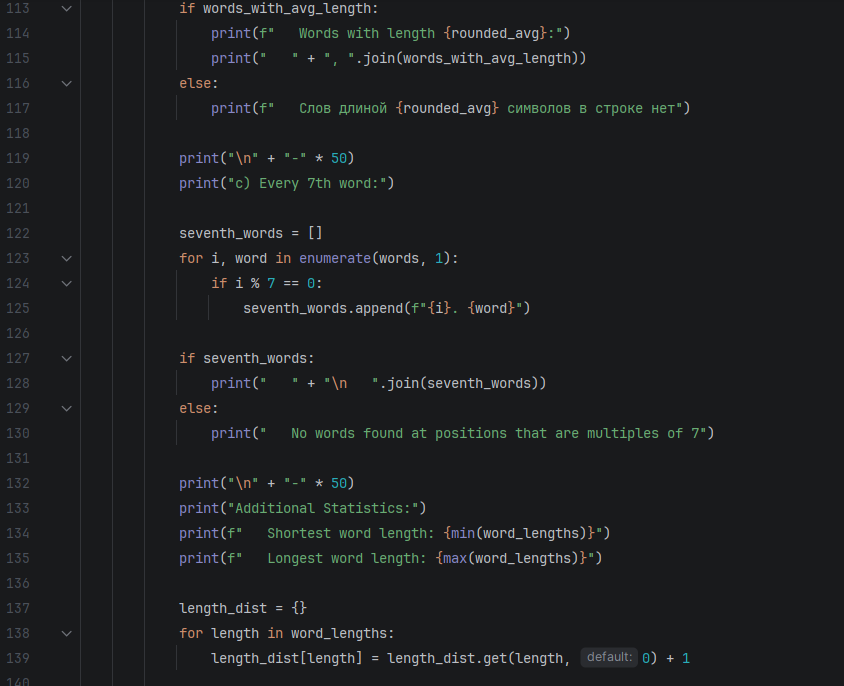 113 if words_with_avg_length:
114 print(f"   Words with length {rounded_avg}:")
115 print("   " + ", ".join(words_with_avg_length))
116 else:
117 print(f"   Слов длиной {rounded_avg} символов в строке нет")
118
119 print("\n" + "-" * 50)
120 print("c) Every 7th word:")
121
122 seventh_words = []
123 for i, word in enumerate(words, 1):
124 if i % 7 == 0:
125 seventh_words.append(f"{i}. {word}")
126
127 if seventh_words:
128 print("   " + "\n   ".join(seventh_words))
129 else:
130 print("   No words found at positions that are multiples of 7")
131
132 print("\n" + "-" * 50)
133 print("Additional Statistics:")
134 print(f"   Shortest word length: {min(word_lengths)}")
135 print(f"   Longest word length: {max(word_lengths)}")
136
137 length_dist = {}
138 for length in word_lengths:
139 length_dist[length] = length_dist.get(length, default: 0) + 1
140